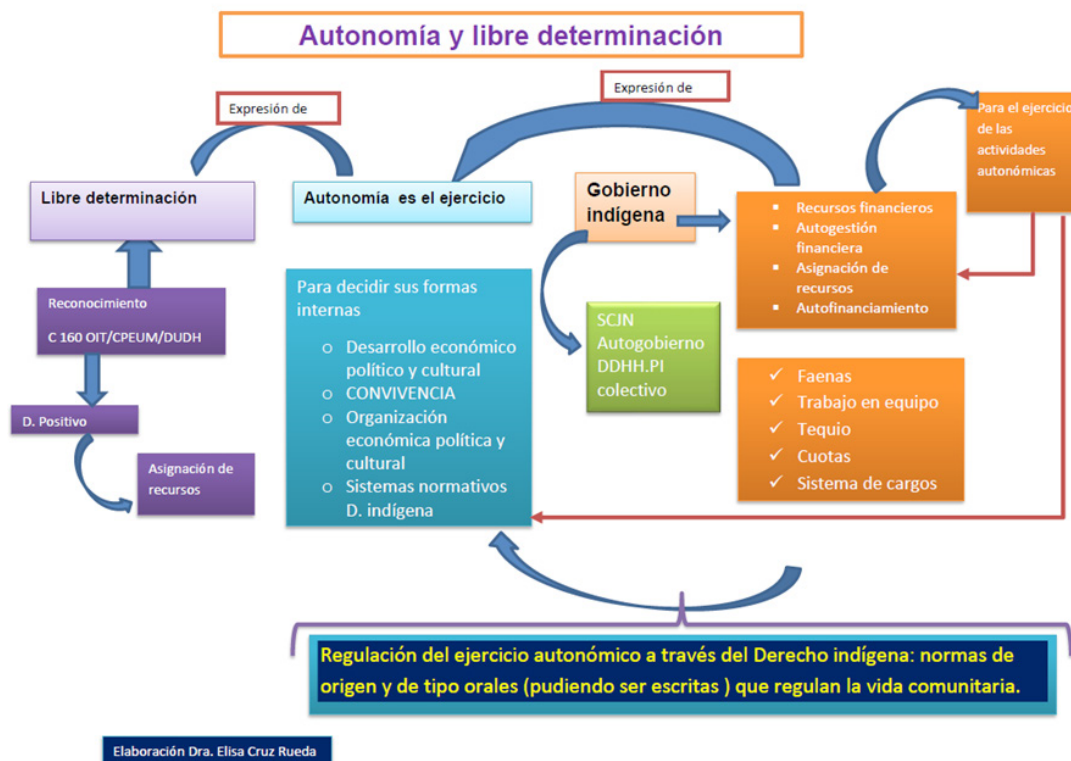 Autonomía y libre determinación
Expresión de
Expresión de
Para el ejercicio
de las
actividades
autonómicas
Libre determinación
Autonomía es el ejercicio
Gobierno
indígena
Recursos financieros
Autogestión
financiera
Asignación de
recursos
Autofinanciamiento
Reconocimiento
C 160 OIT/CPEUM/DUDH
D. Positivo
Asignación de
recursos
Para decidir sus formas
internas
Desarrollo económico
político y cultural
CONVIVENCIA
Organización
económica política y
cultural
Sistemas normativos
D. indígena
SCJN
Autogobierno
DDHH.PI
colectivo
Faenas
Trabajo en equipo
Tequio
Cuotas
Sistema de cargos
Regulación del ejercicio autonómico a través del Derecho indígena: normas de
origen y de tipo orales (pudiendo ser escritas ) que regulan la vida comunitaria.
Elaboración Dra. Elisa Cruz Rueda